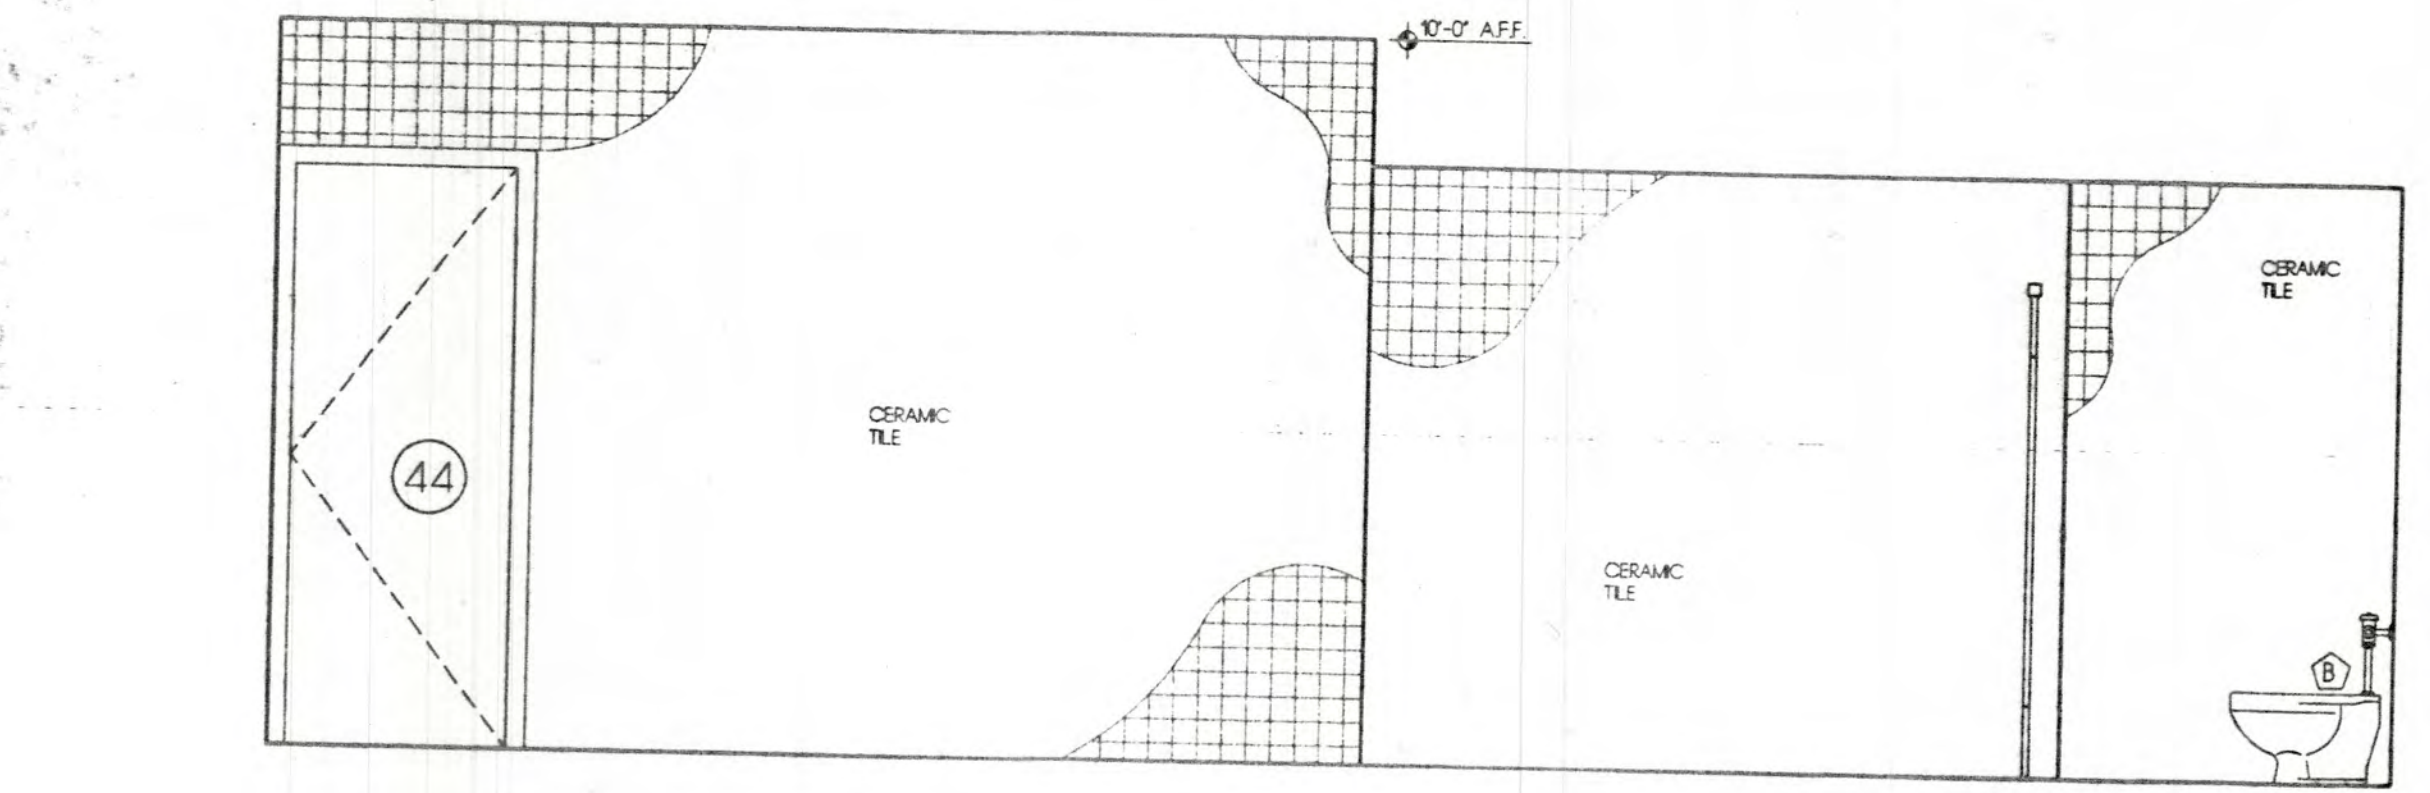 10'-0" A.F.F.
CERAMIC
TILE
CERAMIC
TILE
44
CERAMIC
TILE
B